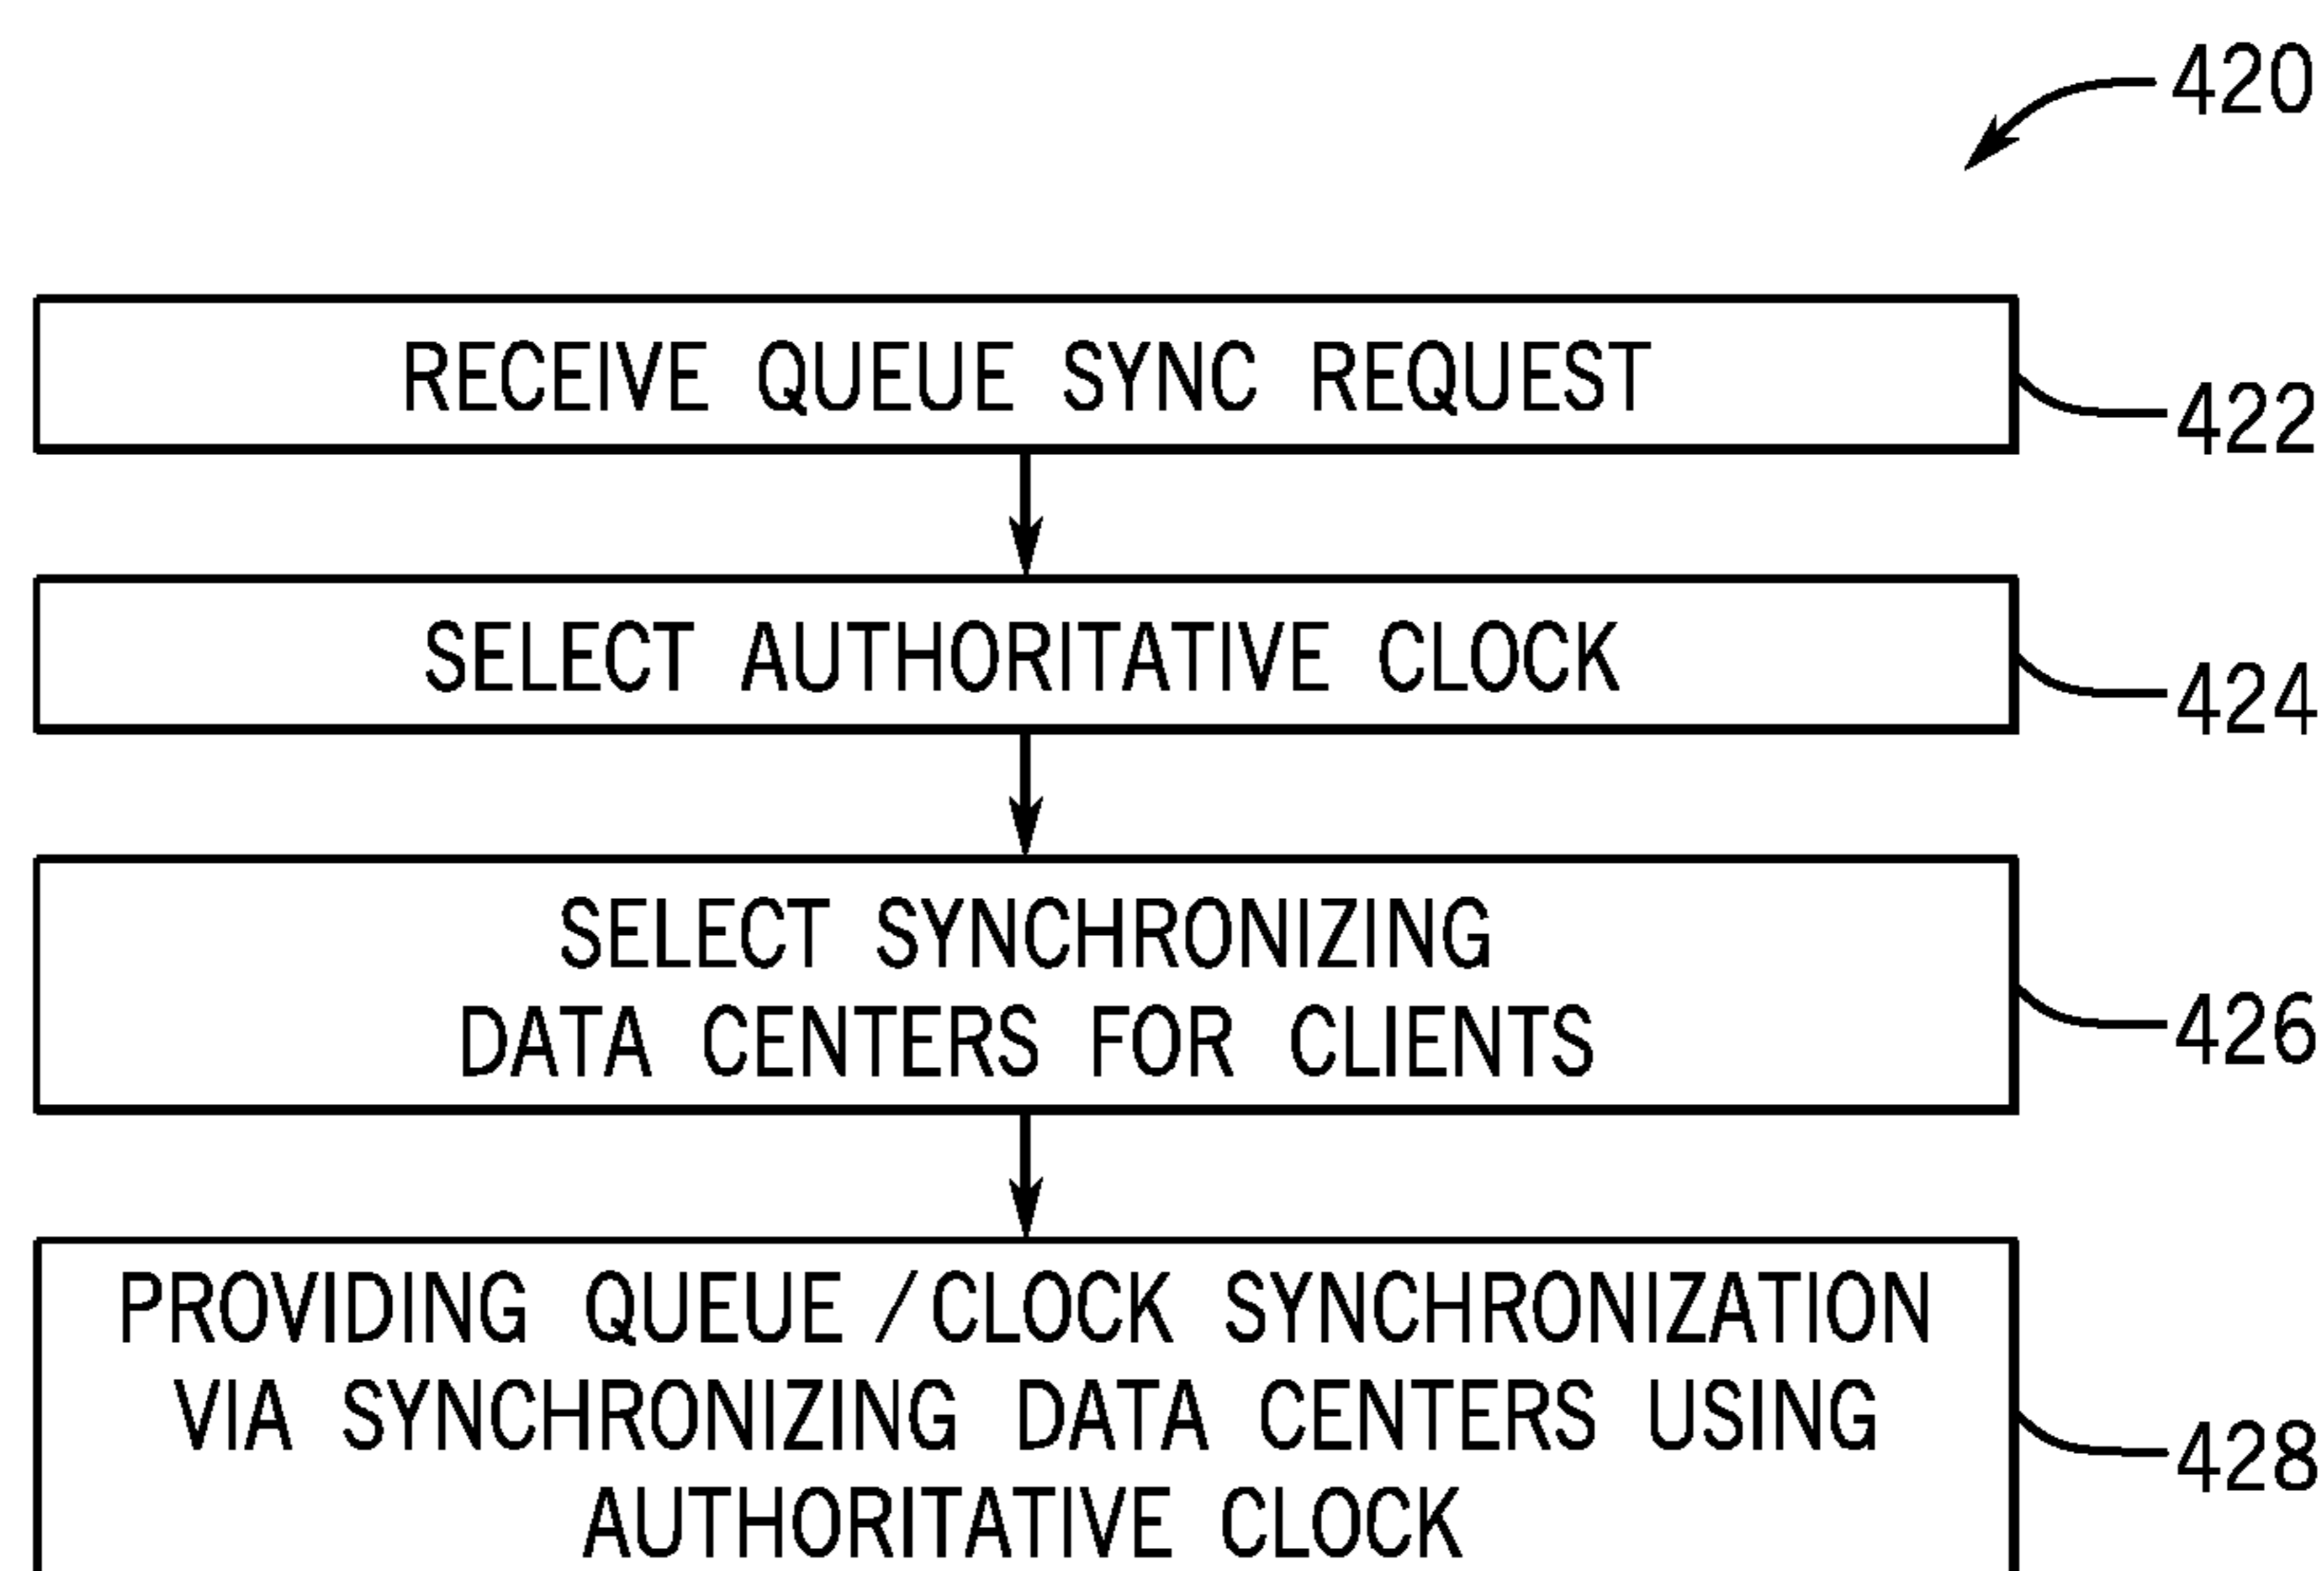 420
RECEIVE QUEUE SYNC REQUEST
422
SELECT AUTHORITATIVE CLOCK
424
SELECT SYNCHRONIZING
DATA CENTERS FOR CLIENTS
426
PROVIDING QUEUE/CLOCK SYNCHRONIZATION
VIA SYNCHRONIZING DATA CENTERS USING
AUTHORITATIVE CLOCK
428